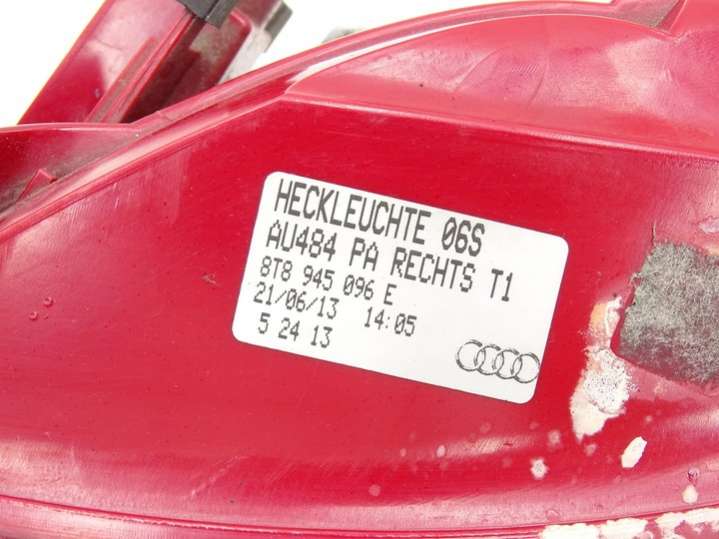 HECKLEUCHTE 06S
AU484 PA RECHTS T1
8T8 945 096 E
21/06/13 14:05
5 24 13